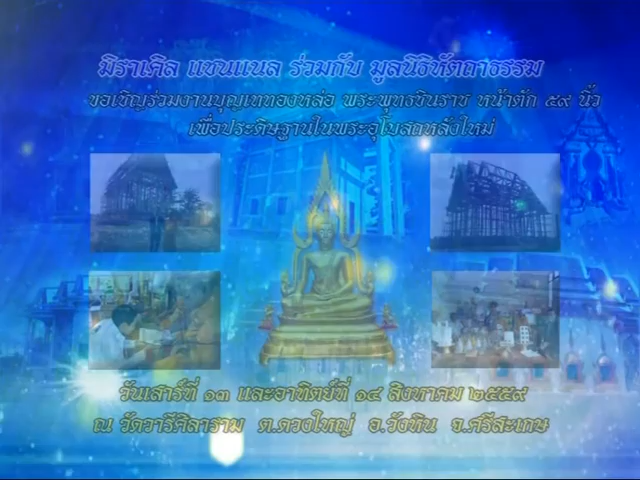 มิราเคิล แชนแนล ร่วมกับ มูลนิธิหัตถาธรรม
ขอเชิญร่วมงานบุญเททองหล่อ พระพุทธชินราช หน้าตัก ๕๙ นิ้ว
เพื่อประดิษฐานในพระอุโบสถหลังใหม่
วันเสาร์ที่ ๑๓ และอาทิตย์ที่ ๑๔ สิงหาคม ๒๕๕๙
ณ วัดวารีศิลาราม ต.ดวงใหญ่ อ.วังหิน จ.ศรีสะเกษ